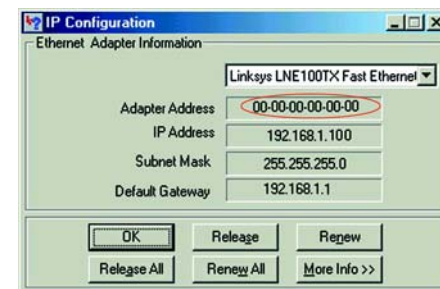 IP Configuration
Ethernet Adapter Information
Linksys LNE100TX Fast Ethernet
Adapter Address 00-00-00-00-00-00
IP Address 192.168.1.100
Subnet Mask 255.255.255.0
Default Gateway 192.168.1.1
OK Release Renew
Release All Renew All More Info >>